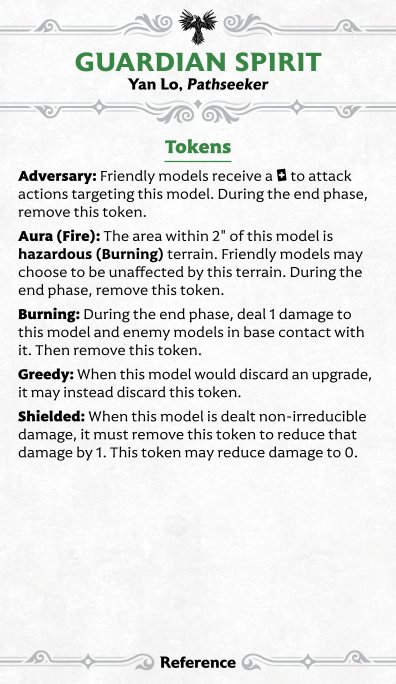 GUARDIAN SPIRIT
Yan Lo, Pathseeker
Tokens
Adversary: Friendly models receive a to attack
actions targeting this model. During the end phase,
remove this token.
Aura (Fire): The area within 2" of this model is
hazardous (Burning) terrain. Friendly models may
choose to be unaffected by this terrain. During the
end phase, remove this token.
Burning: During the end phase, deal 1 damage to
this model and enemy models in base contact with
it. Then remove this token.
Greedy: When this model would discard an upgrade,
it may instead discard this token.
Shielded: When this model is dealt non-irreducible
damage, it must remove this token to reduce that
damage by 1. This token may reduce damage to 0.
Reference